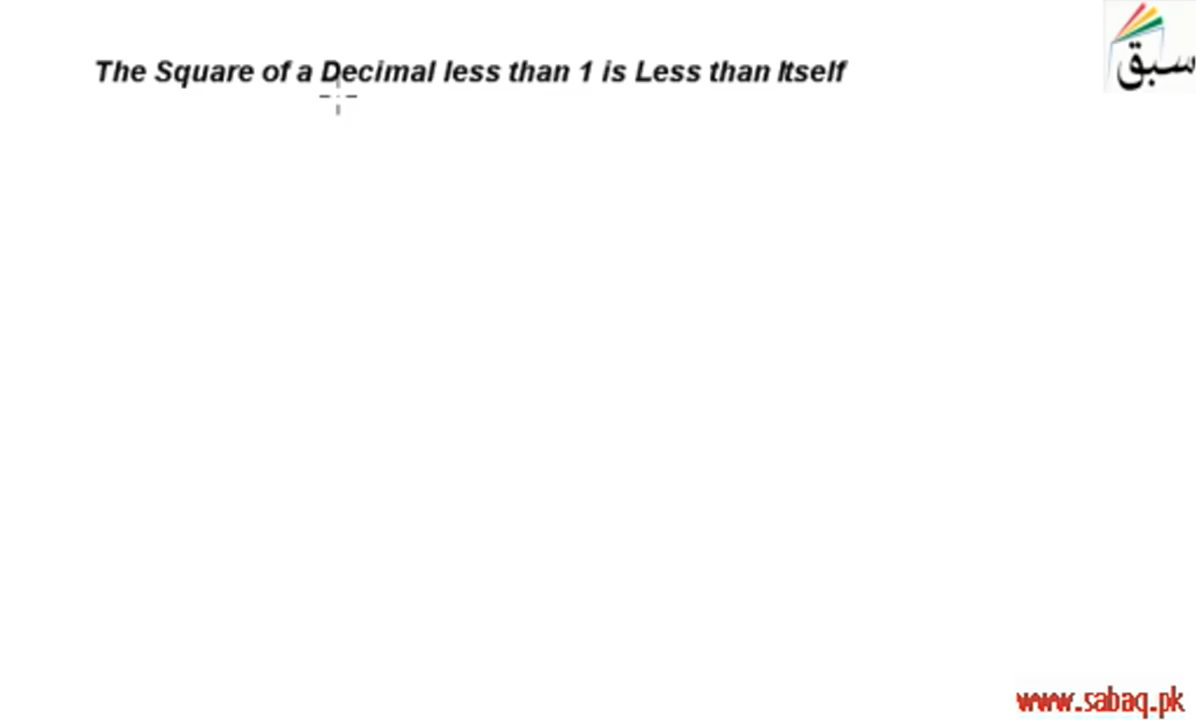 The Square of a Decimal less than 1 is Less than Itself
سبق
www.sabaq.pk